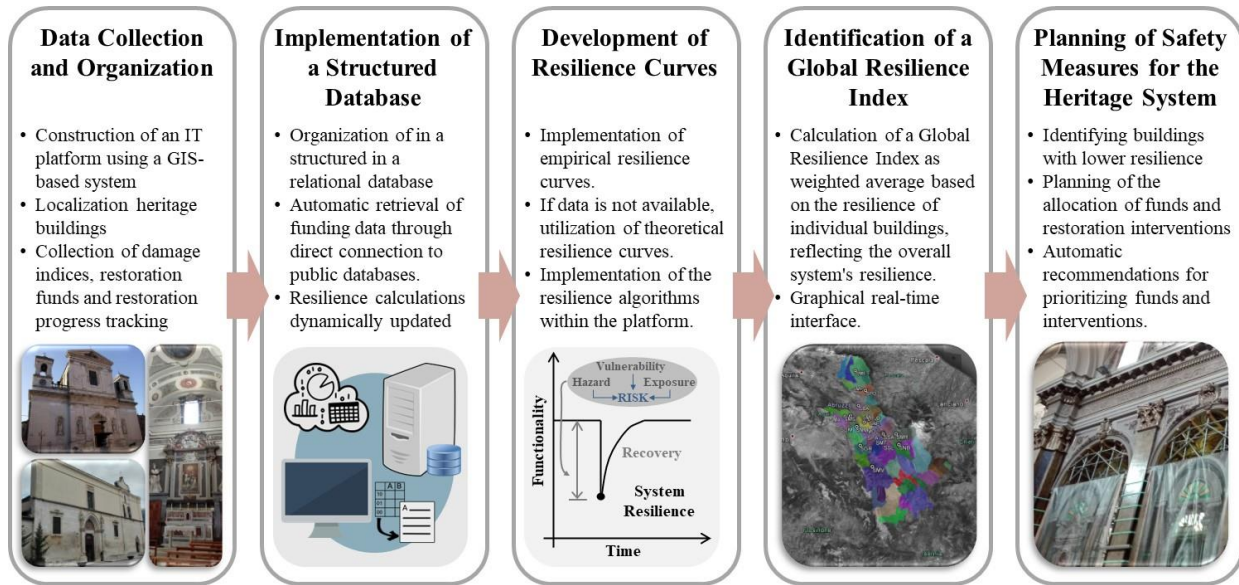 Data Collection
and Organization
• Construction of an IT
platform using a GIS-
based system
• Localization heritage
buildings
• Collection of damage
indices, restoration
funds and restoration
progress tracking
Implementation of
a Structured
Database
• Organization of in a
structured in a
relational database
• Automatic retrieval of
funding data through
direct connection to
public databases.
• Resilience calculations
dynamically updated
A B
A
Development of
Resilience Curves
• Implementation of
empirical resilience
curves.
• If data is not available,
utilization of theoretical
resilience curves.
• Implementation of the
resilience algorithms
within the platform.
Vulnerability
Hazard Exposure
RISK
Functionality
Recovery
System
Resilience
Time
Identification of a
Global Resilience
Index
• Calculation of a Global
Resilience Index as
weighted average based
on the resilience of
individual buildings,
reflecting the overall
system's resilience.
• Graphical real-time
interface.
Planning of Safety
Measures for the
Heritage System
• Identifying buildings
with lower resilience
• Planning of the
allocation of funds and
restoration interventions
• Automatic
recommendations for
prioritizing funds and
interventions.